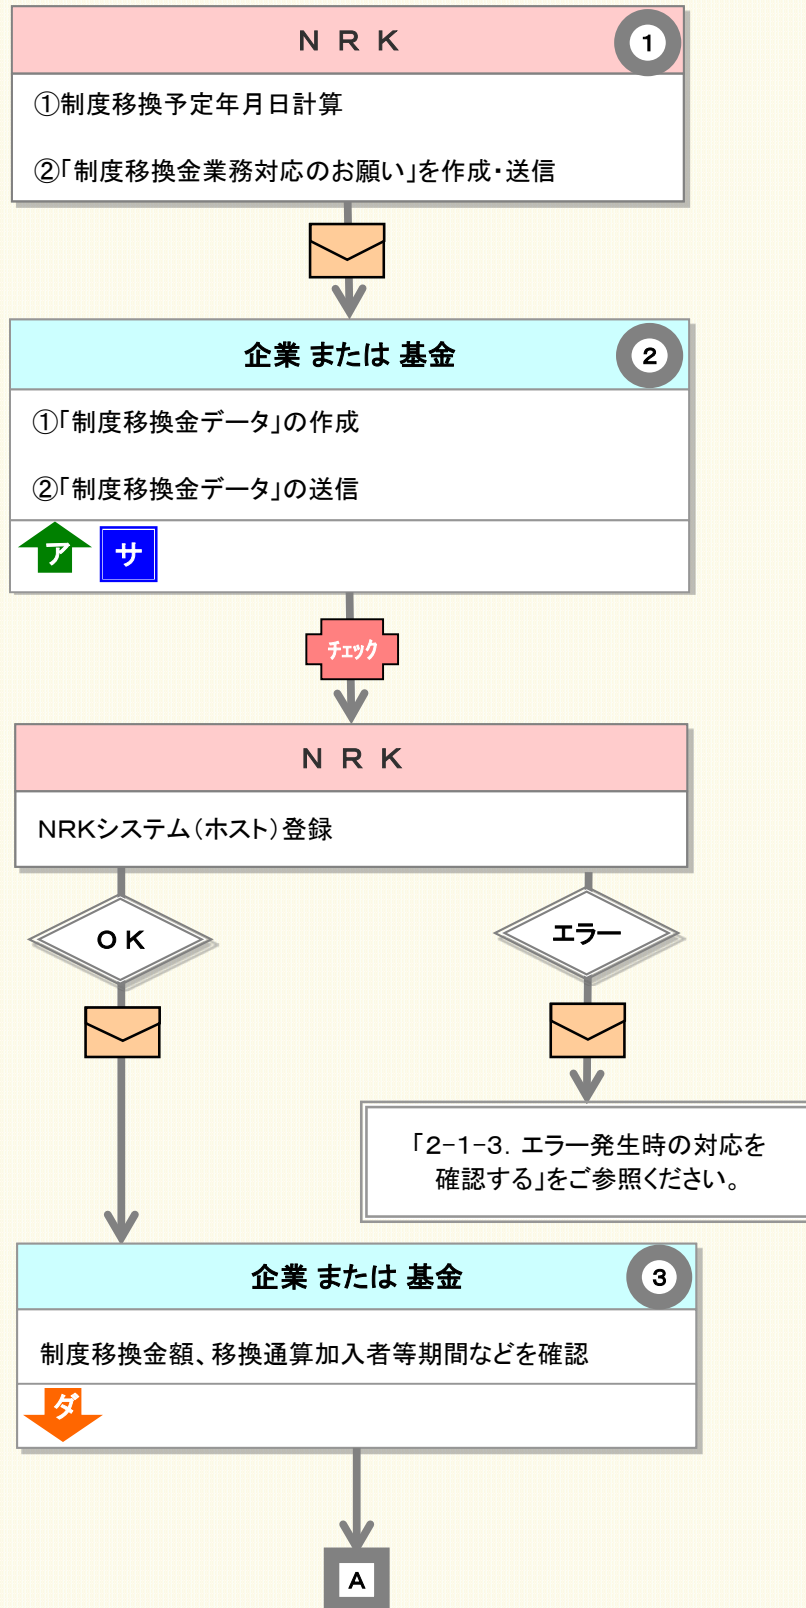 ＮＲＫ
1
①制度移換予定年月日計算
②「制度移換金業務対応のお願い」を作成・送信
企業 または 基金
2
①「制度移換金データ」の作成
②「制度移換金データ」の送信
ア サ
チェック
ＮＲＫ
NRKシステム（ホスト）登録
ＯＫ
エラー
「2-1-3．エラー発生時の対応を
確認する」をご参照ください。
企業 または 基金
3
制度移換金額、移換通算加入者等期間などを確認
ダ
A